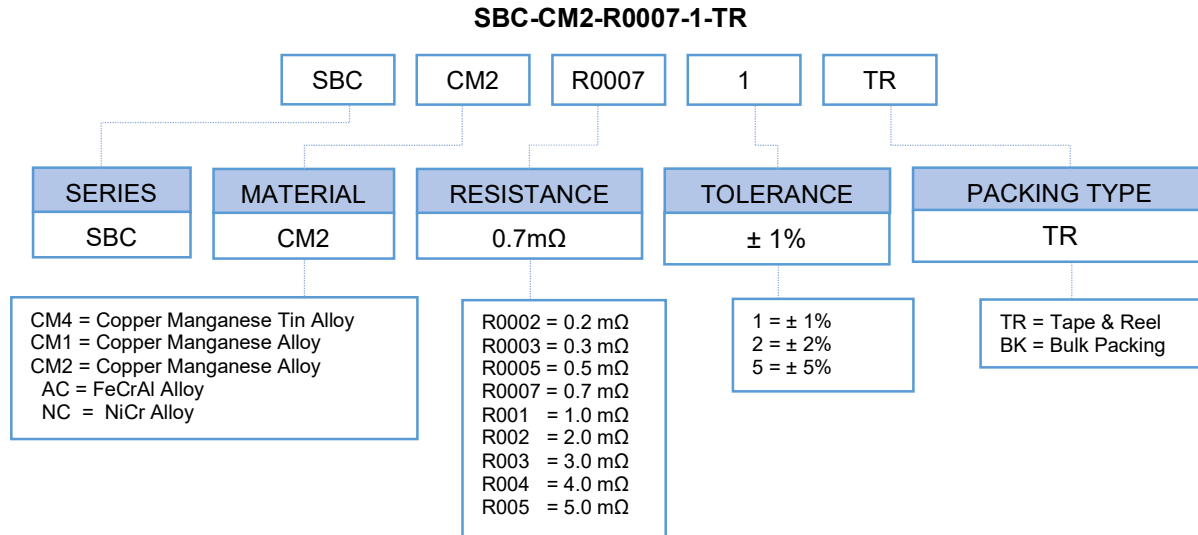 SBC-CM2-R0007-1-TR
SBC CM2 R0007 1 TR
SERIES MATERIAL RESISTANCE TOLERANCE PACKING TYPE
SBC CM2 0.7mΩ ± 1% TR
CM4 = Copper Manganese Tin Alloy
CM1 = Copper Manganese Alloy
CM2 = Copper Manganese Alloy
AC = FeCrAl Alloy
NC = NiCr Alloy
R0002 = 0.2 mΩ
R0003 = 0.3 mΩ
R0005 = 0.5 mΩ
R0007 = 0.7 mΩ
R001 = 1.0 mΩ
R002 = 2.0 mΩ
R003 = 3.0 mΩ
R004 = 4.0 mΩ
R005 = 5.0 mΩ
1 = ± 1%
2 = ± 2%
5 = ± 5%
TR = Tape & Reel
BK = Bulk Packing